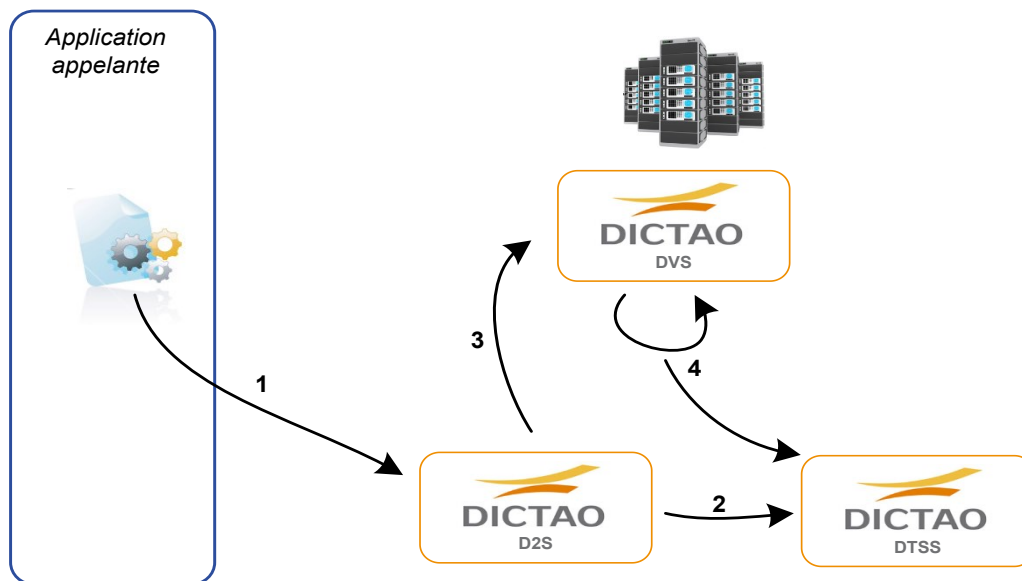 Application
appelante
DICTAO
DVS
3
4
1
DICTAO
D2S
2
DICTAO
DTSS